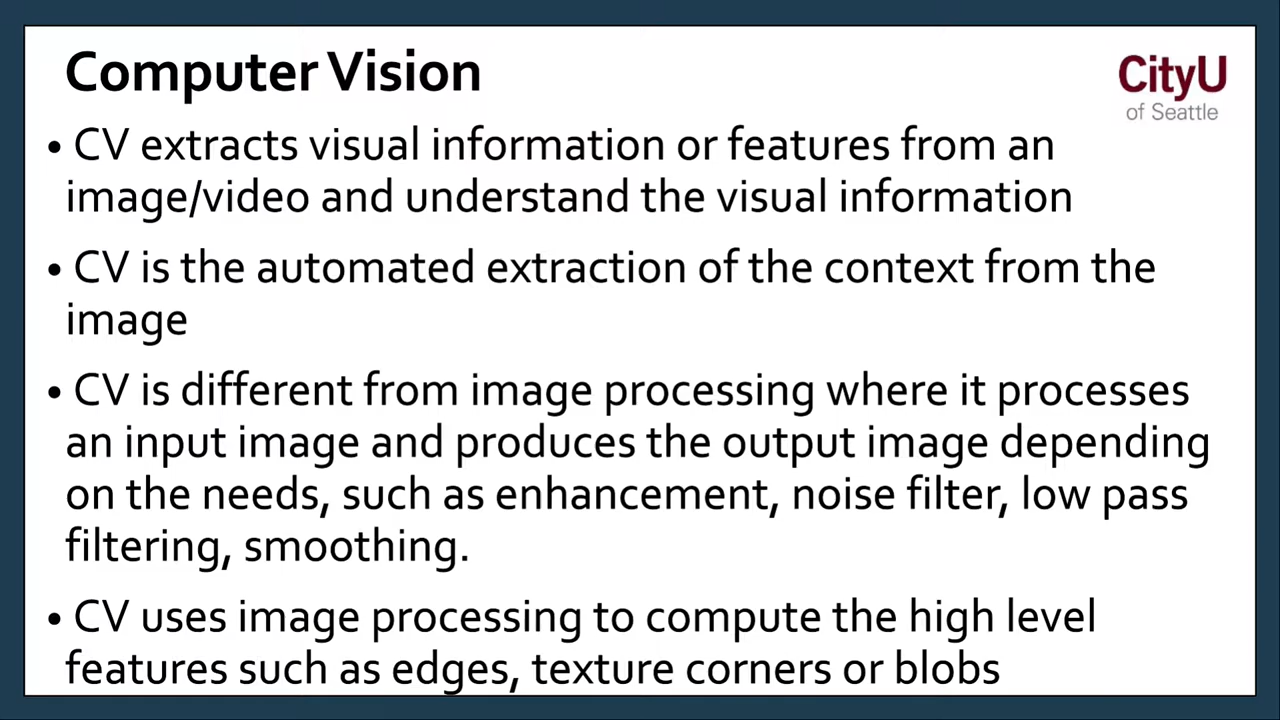 Computer Vision
CityU
of Seattle
• CV extracts visual information or features from an
image/video and understand the visual information
• CV is the automated extraction of the context from the
image
• CV is different from image processing where it processes
an input image and produces the output image depending
on the needs, such as enhancement, noise filter, low pass
filtering, smoothing.
• CV uses image processing to compute the high level
features such as edges, texture corners or blobs